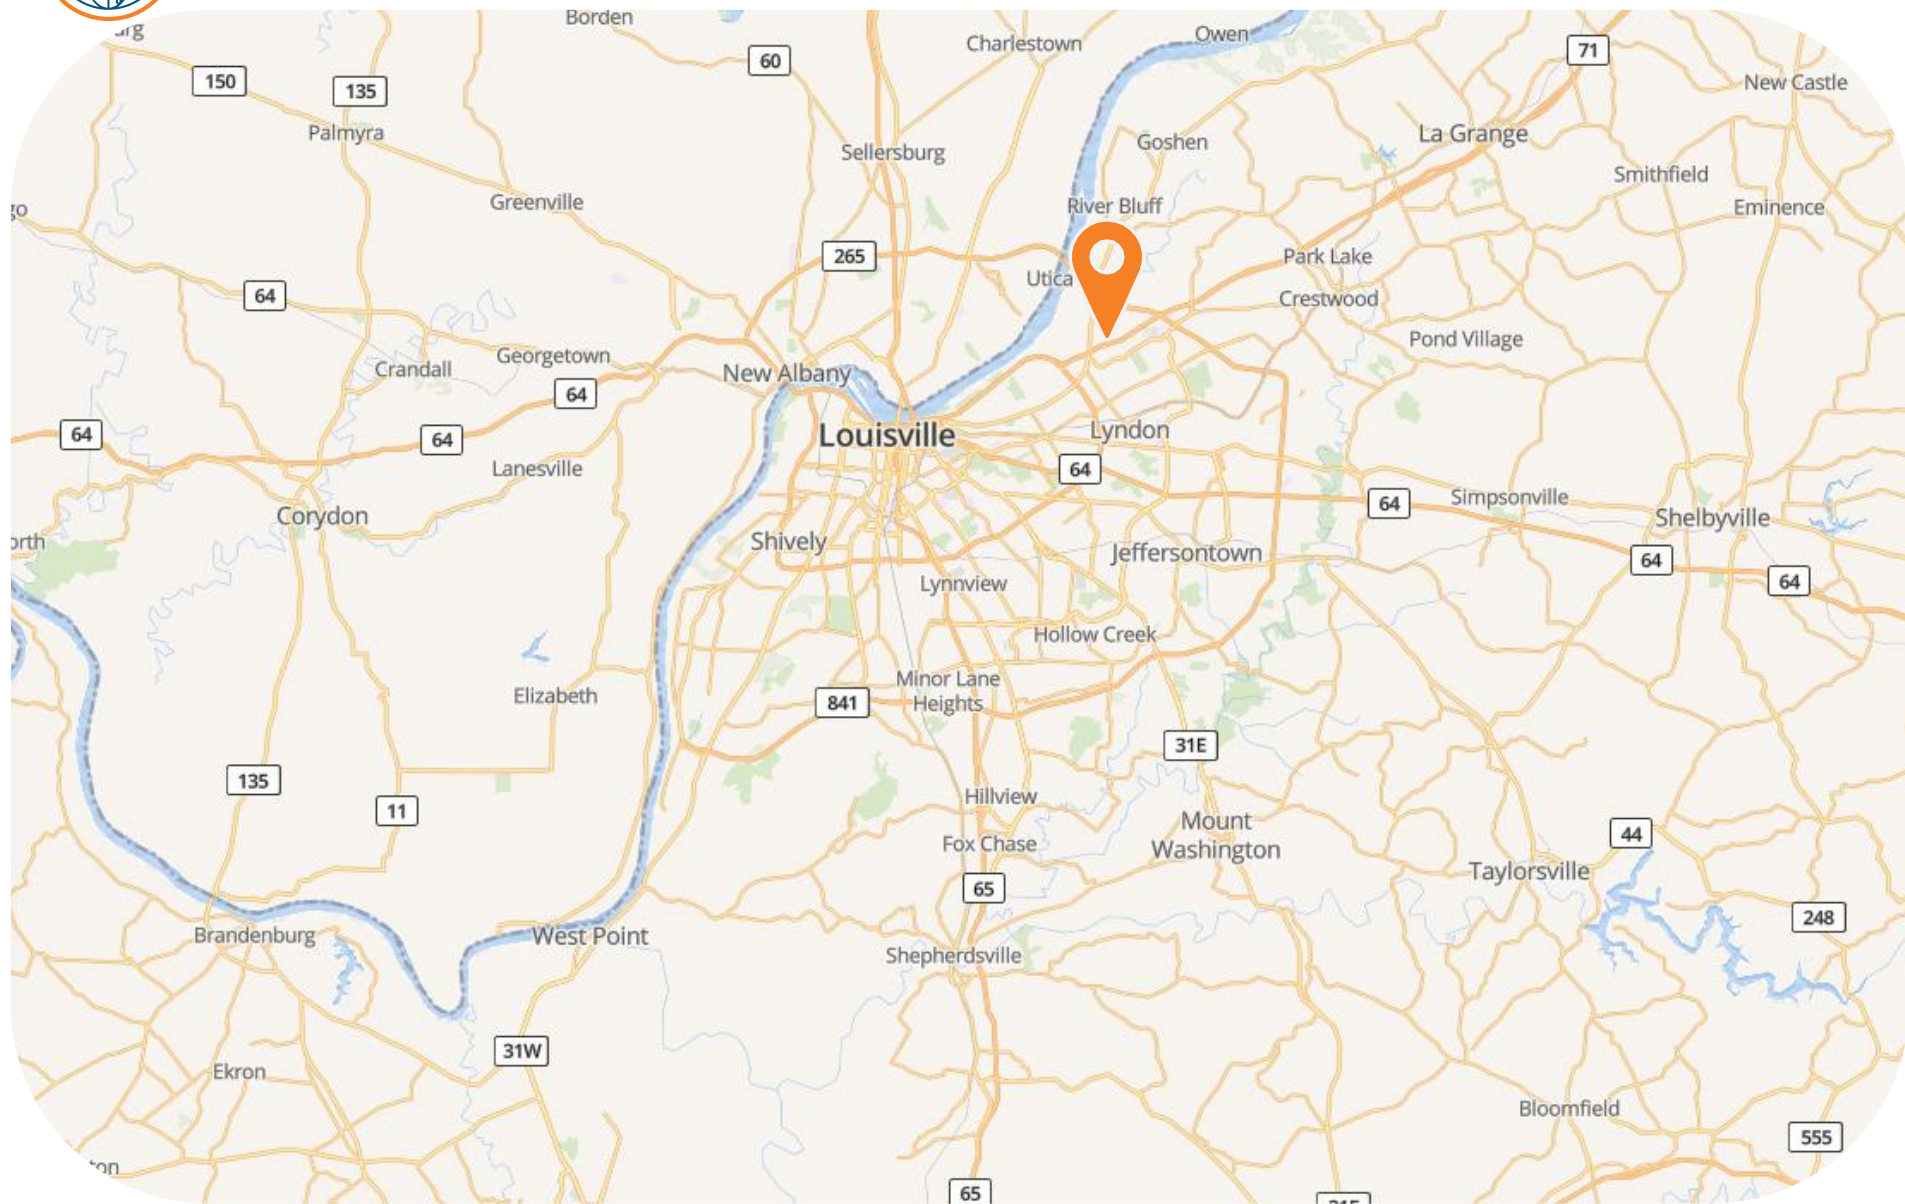 Borden
Owen
Charlestown
60
71
150
135
New Castle
Palmyra
La Grange
Goshen
Sellersburg
Smithfield
Greenville
River Bluff
Eminence
265
Park Lake
Utica
64
Crestwood
Pond Village
Georgetown
Crandall
New Albany
64
64
64
Louisville
Lyndon
Lanesville
64
64
Simpsonville
Corydon
Shelbyville
Shively
Jeffersontown
64
64
Lynnview
Hollow Creek
Minor Lane
Heights
Elizabeth
841
31E
135
11
Hillview
Mount
Washington
44
Fox Chase
Taylorsville
65
248
Brandenburg
West Point
Shepherdsville
31W
Ekron
Bloomfield
555
65